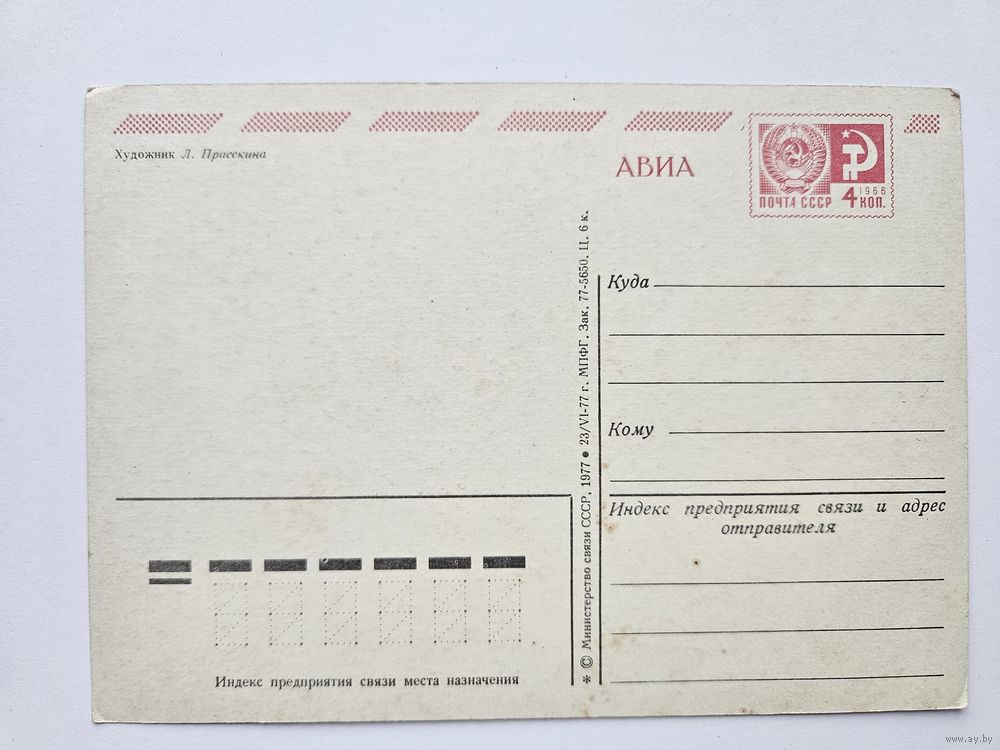 Художник Л. Прасекина
АВИА
ПОЧТА СССР 4 1966 КОП.
Куда
Кому
Индекс предприятия связи и адрес
отправителя
* © Министерство связи СССР, 1977 • 23/VI-77 г. МПФГ. Зак. 77-5650. Ц. 6 к.
Индекс предприятия связи места назначения
www.ay.by